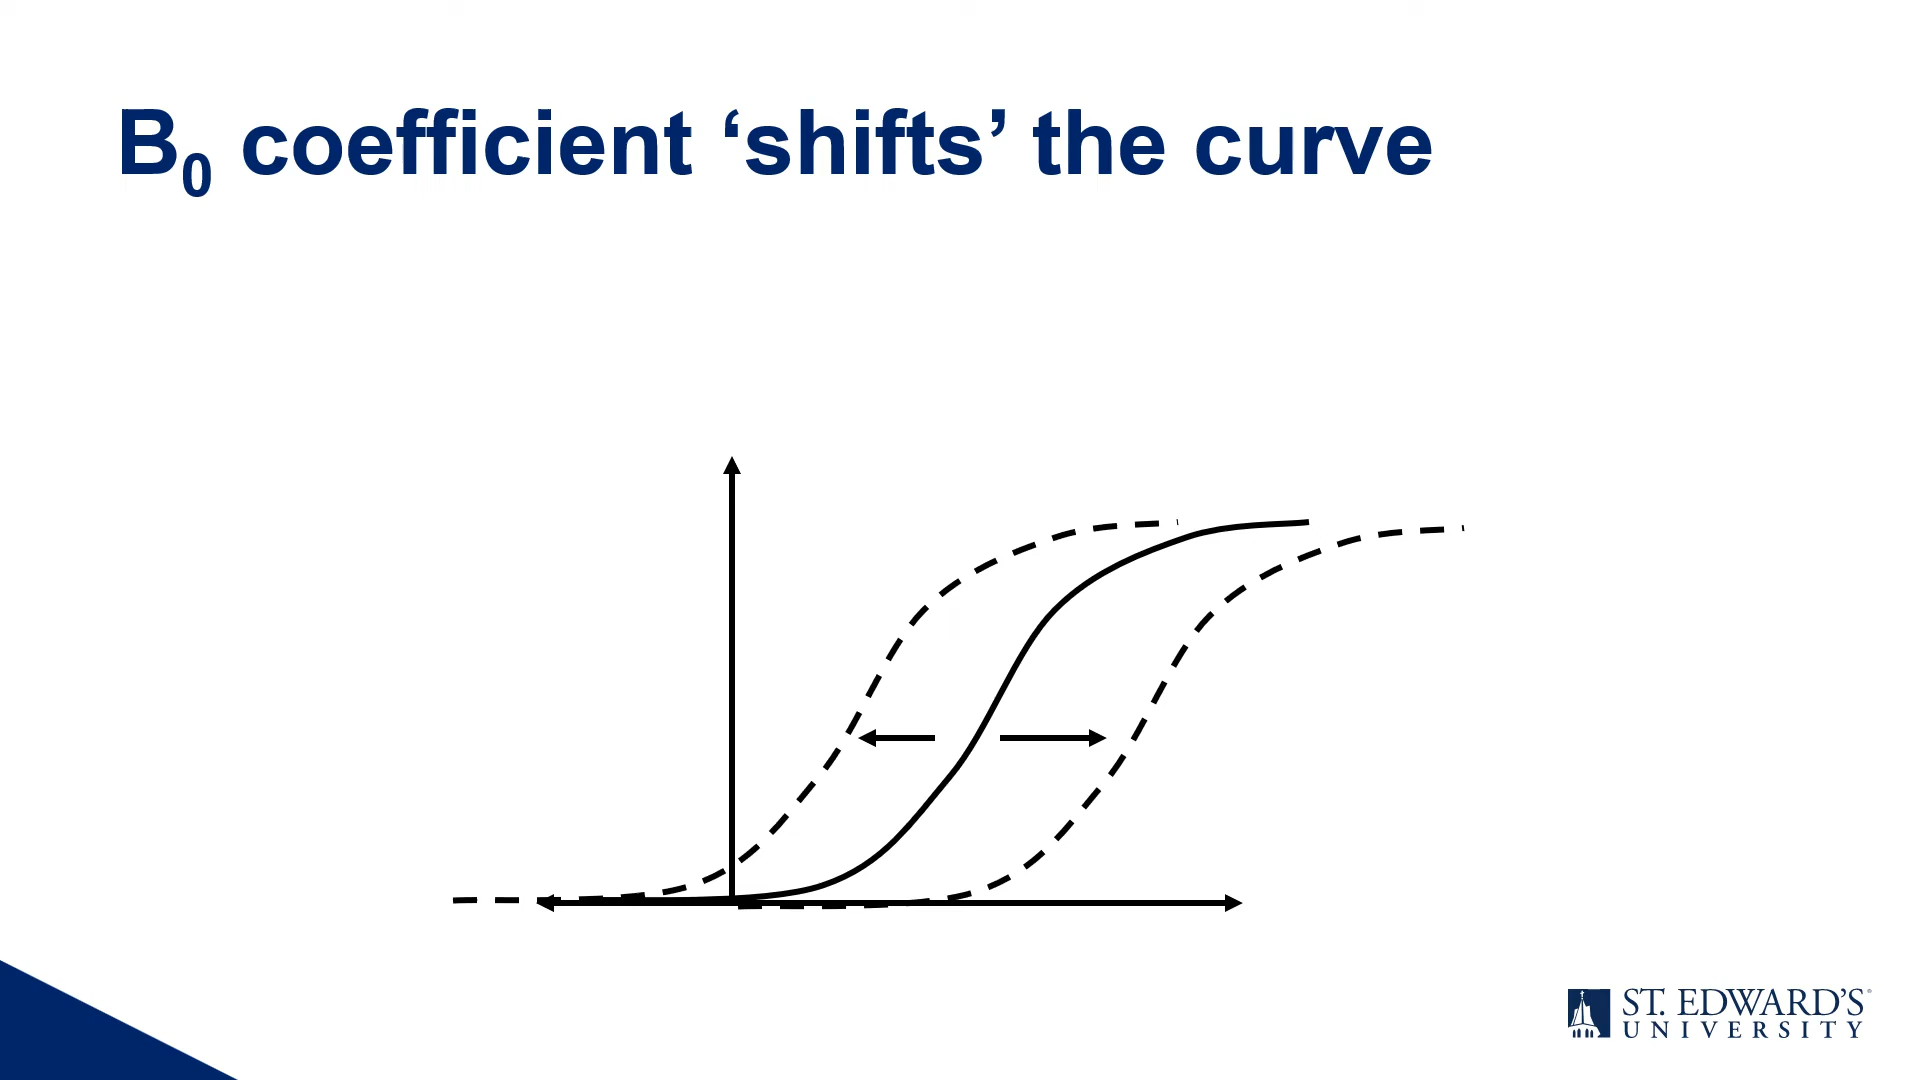 B₀ coefficient ‘shifts’ the curve
ST. EDWARD’S®
UNIVERSITY